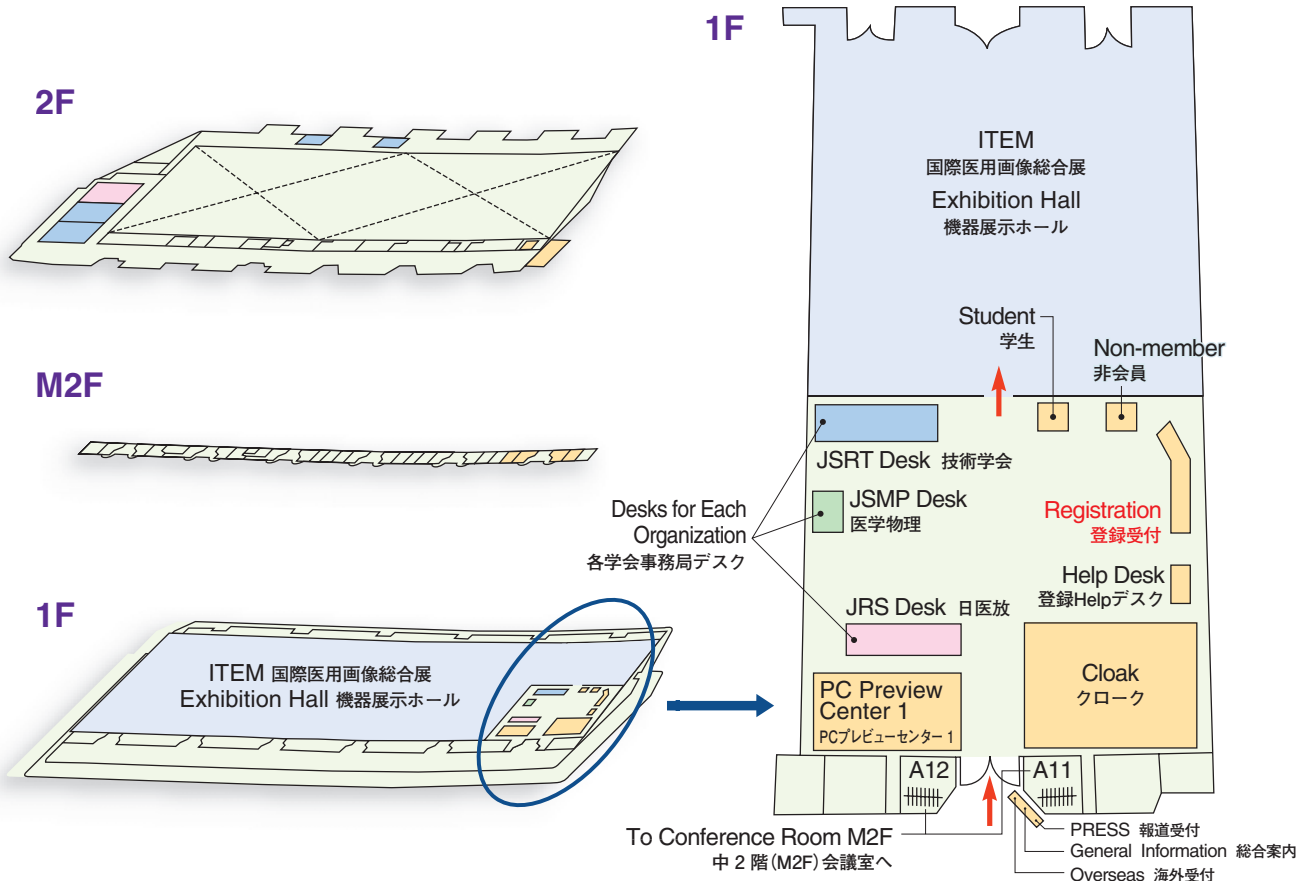 2F
M2F
1F
ITEM 国際医用画像総合展
Exhibition Hall 機器展示ホール
1F
ITEM
国際医用画像総合展
Exhibition Hall
機器展示ホール
Student
学生
Non-member
非会員
JSRT Desk 技術学会
JSMP Desk
医学物理
Desks for Each
Organization
各学会事務局デスク
Registration
登録受付
Help Desk
登録Helpデスク
JRS Desk 日医放
PC Preview
Center 1
PCプレビューセンター 1
Cloak
クローク
A12
A11
To Conference Room M2F
中 2 階(M2F)会議室へ
PRESS 報道受付
General Information 総合案内
Overseas 海外受付